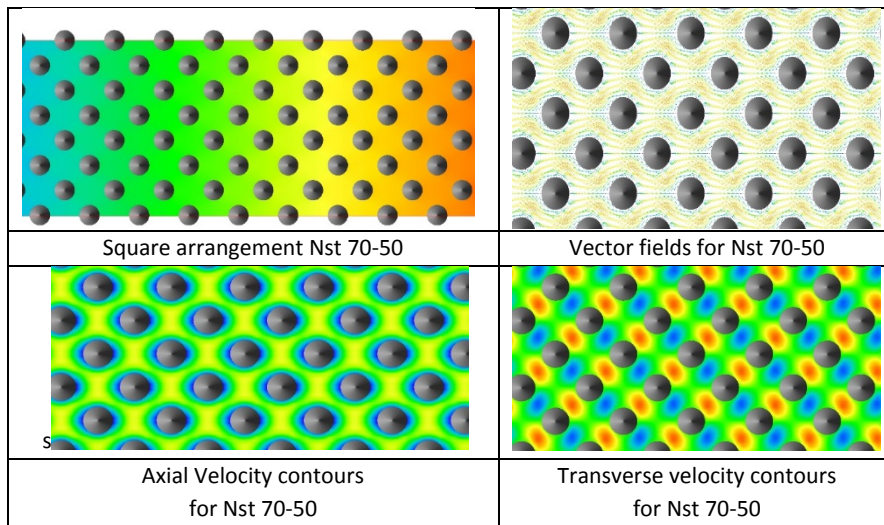 Square arrangement Nst 70-50
Vector fields for Nst 70-50
s
Axial Velocity contours
for Nst 70-50
Transverse velocity contours
for Nst 70-50